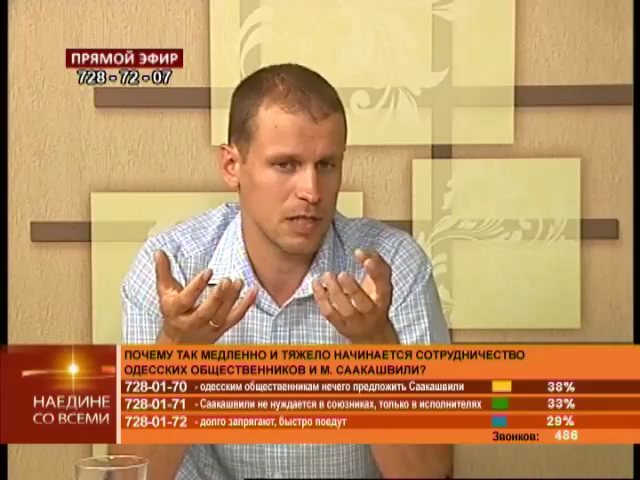 ПРЯМОЙ ЭФИР
728-72-07
ПОЧЕМУ ТАК МЕДЛЕННО И ТЯЖЕЛО НАЧИНАЕТСЯ СОТРУДНИЧЕСТВО
ОДЕССКИХ ОБЩЕСТВЕННИКОВ И М. СААКАШВИЛИ?
728-01-70 - одесским общественникам нечего предложить Саакашвили 38%
728-01-71 - Саакашвили не нуждается в союзниках, только в исполнителях 33%
728-01-72 - долго запрягают, быстро поедут 29%
Звонков: 486
НАЕДИНЕ
СО ВСЕМИ